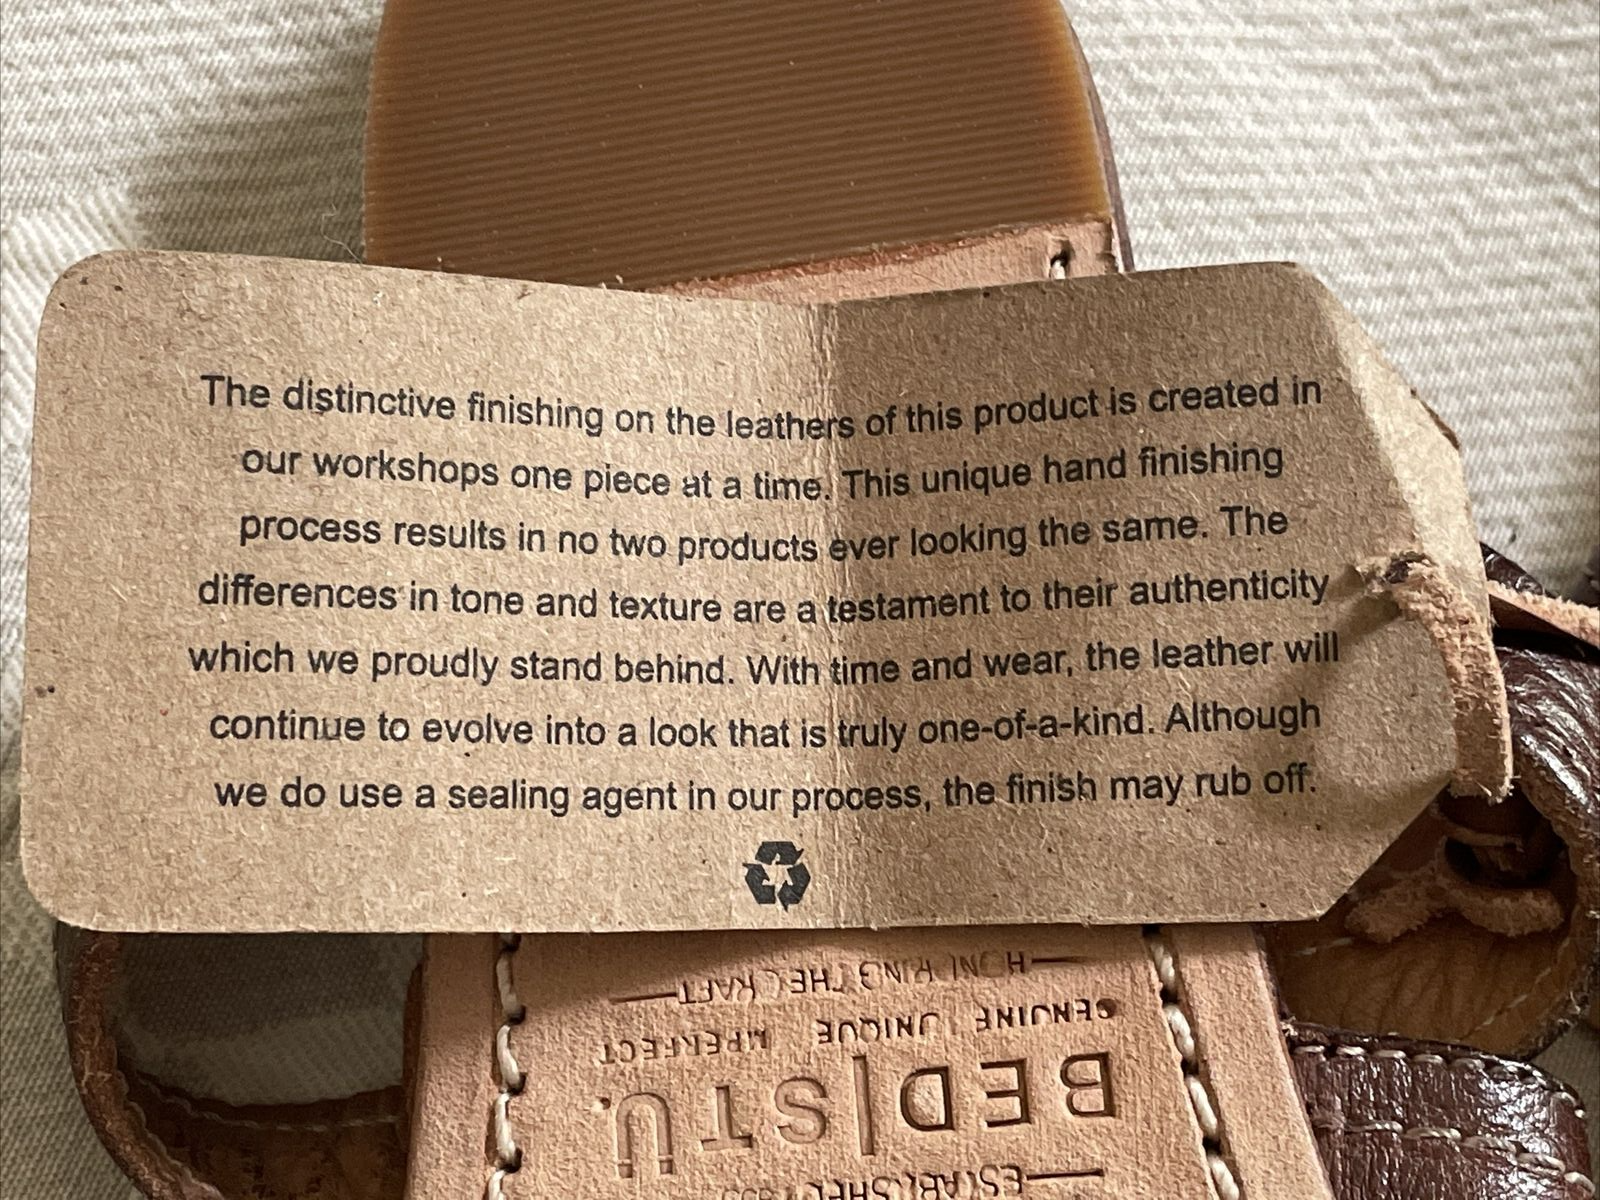 The distinctive finishing on the leathers of this product is created in
our workshops one piece at a time. This unique hand finishing
process results in no two products ever looking the same. The
differences in tone and texture are a testament to their authenticity
which we proudly stand behind. With time and wear, the leather will
continue to evolve into a look that is truly one-of-a-kind. Although
we do use a sealing agent in our process, the finish may rub off.
BED|STÜ.
GENUINE UNIQUE IMPERFECT
HONORING THE CRAFT